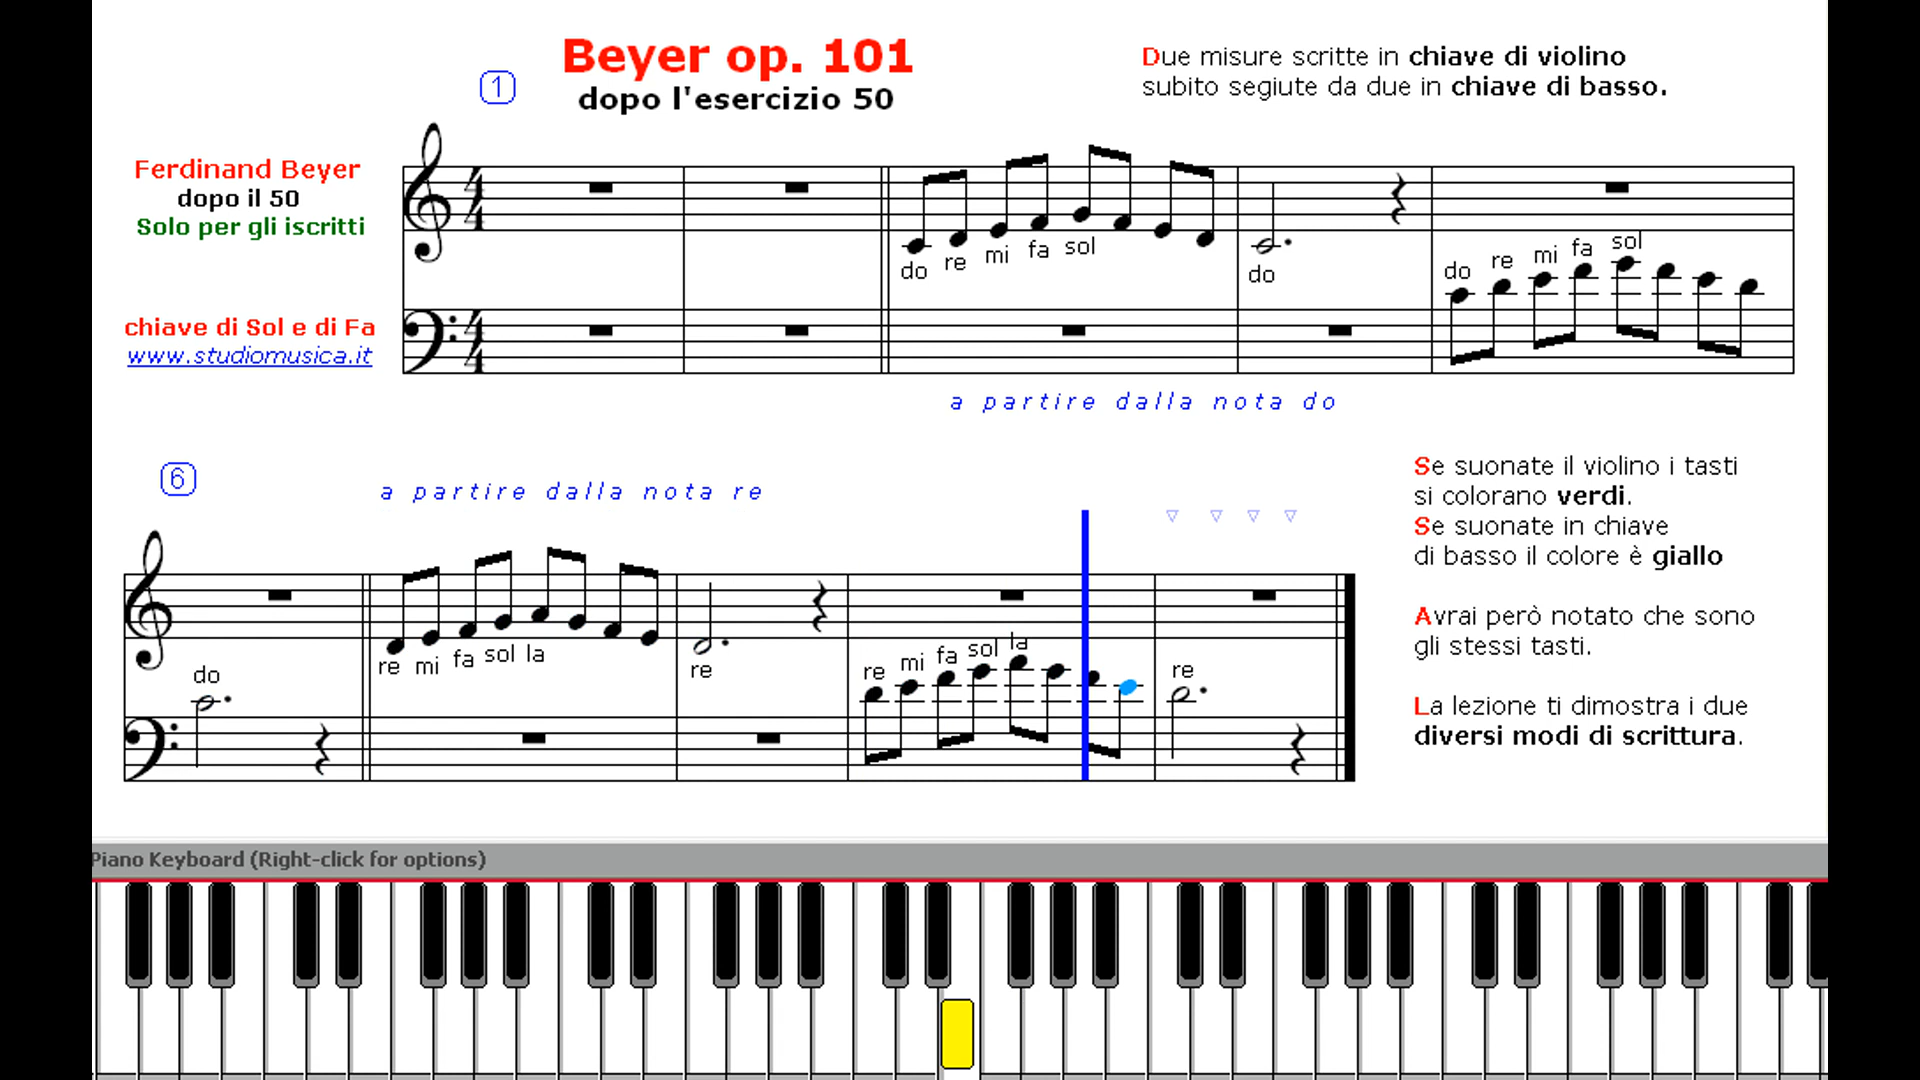 Beyer op. 101
dopo l'esercizio 50
1
Due misure scritte in chiave di violino
subito segiute da due in chiave di basso.
Ferdinand Beyer
dopo il 50
Solo per gli iscritti
chiave di Sol e di Fa
www.studiomusica.it
4 4
4 4
do re mi fa sol
do
do re mi fa sol
a partire dalla nota do
6
a partire dalla nota re
do
re mi fa sol la
re
re mi fa sol la
re
Se suonate il violino i tasti
si colorano verdi.
Se suonate in chiave
di basso il colore è giallo
Avrai però notato che sono
gli stessi tasti.
La lezione ti dimostra i due
diversi modi di scrittura.
Piano Keyboard (Right-click for options)